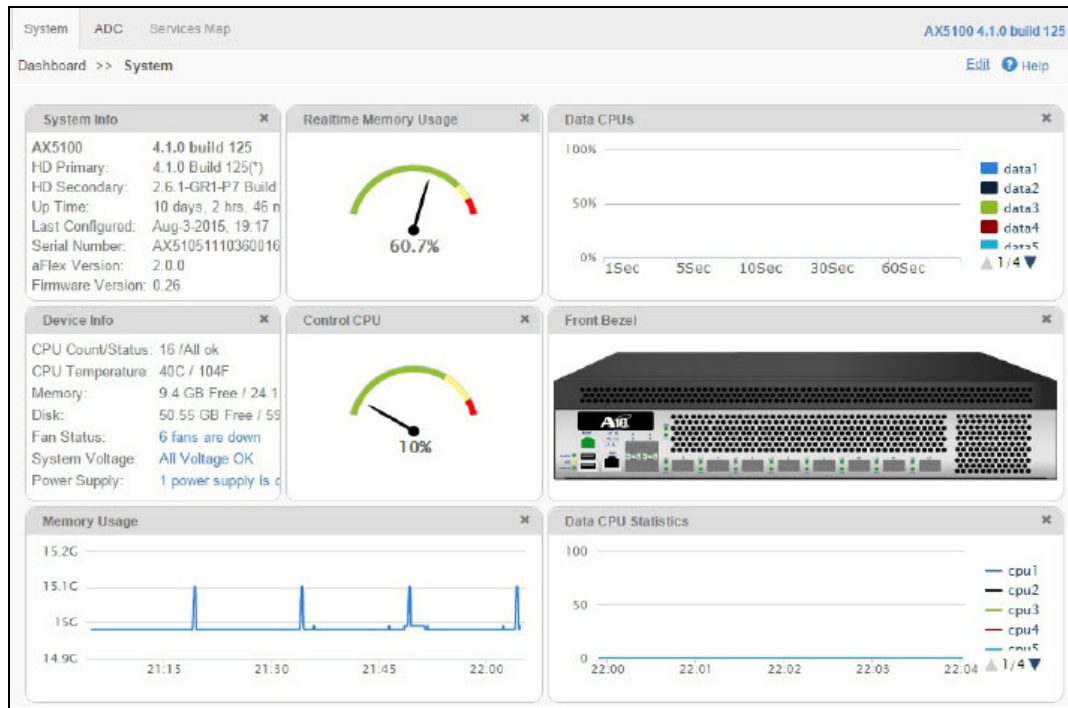 System ADC Services Map
AX5100 4.1.0 build 125
Dashboard >> System
Edit ? Help
System Info
AX5100 4.1.0 build 125
HD Primary: 4.1.0 Build 125(*)
HD Secondary: 2.6.1-GR1-P7 Build
Up Time: 10 days, 2 hrs, 46 m
Last Configured: Aug-3-2015, 19:17
Serial Number: AX51051110360016
aFlex Version: 2.0.0
Firmware Version: 0.26
Realtime Memory Usage
60.7%
Data CPUs
100%
50%
0%
1Sec 5Sec 10Sec 30Sec 60Sec
data1
data2
data3
data4
data5
1/4
Device Info
CPU Count/Status: 16 /All ok
CPU Temperature: 40C / 104F
Memory: 9.4 GB Free / 24.1
Disk: 50.55 GB Free / 59
Fan Status: 6 fans are down
System Voltage: All Voltage OK
Power Supply: 1 power supply is
Control CPU
10%
Front Bezel
A10
Memory Usage
15.2G
15.1G
15G
14.9G
21:15 21:30 21:45 22:00
Data CPU Statistics
100
50
0
22:00 22:01 22:02 22:03 22:04
cpu1
cpu2
cpu3
cpu4
cpu5
1/4